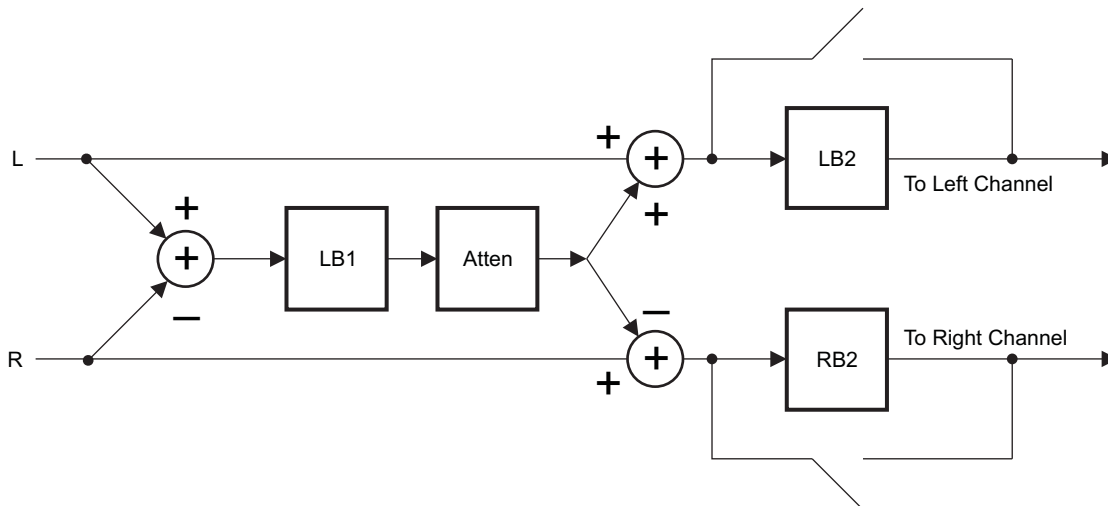 L
+
+
LB2
To Left Channel
+
+
LB1
Atten
+
−
−
To Right Channel
R
+
RB2
+